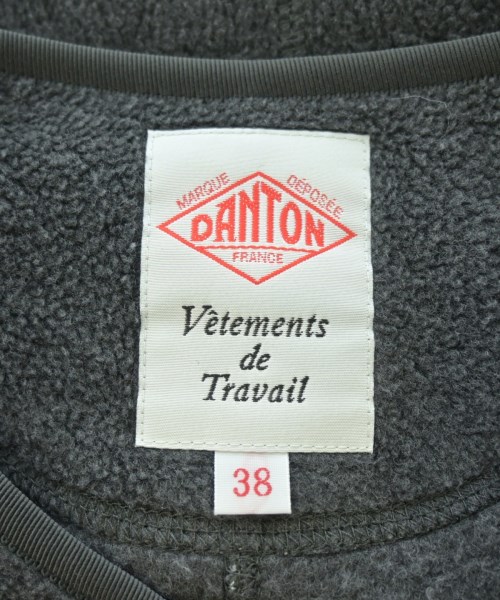 MARQUE DÉPOSÉE
DANTON
FRANCE
Vêtements
de
Travail
38